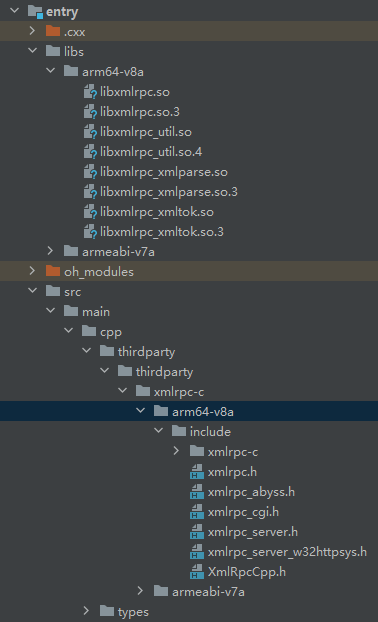 entry
.cxx
libs
arm64-v8a
libxmlrpc.so
libxmlrpc.so.3
libxmlrpc_util.so
libxmlrpc_util.so.4
libxmlrpc_xmlparse.so
libxmlrpc_xmlparse.so.3
libxmlrpc_xmltok.so
libxmlrpc_xmltok.so.3
armeabi-v7a
oh_modules
src
main
cpp
thirdparty
thirdparty
xmlrpc-c
arm64-v8a
include
xmlrpc-c
xmlrpc.h
xmlrpc_abyss.h
xmlrpc_cgi.h
xmlrpc_server.h
xmlrpc_server_w32httpsys.h
XmlRpcCpp.h
armeabi-v7a
types